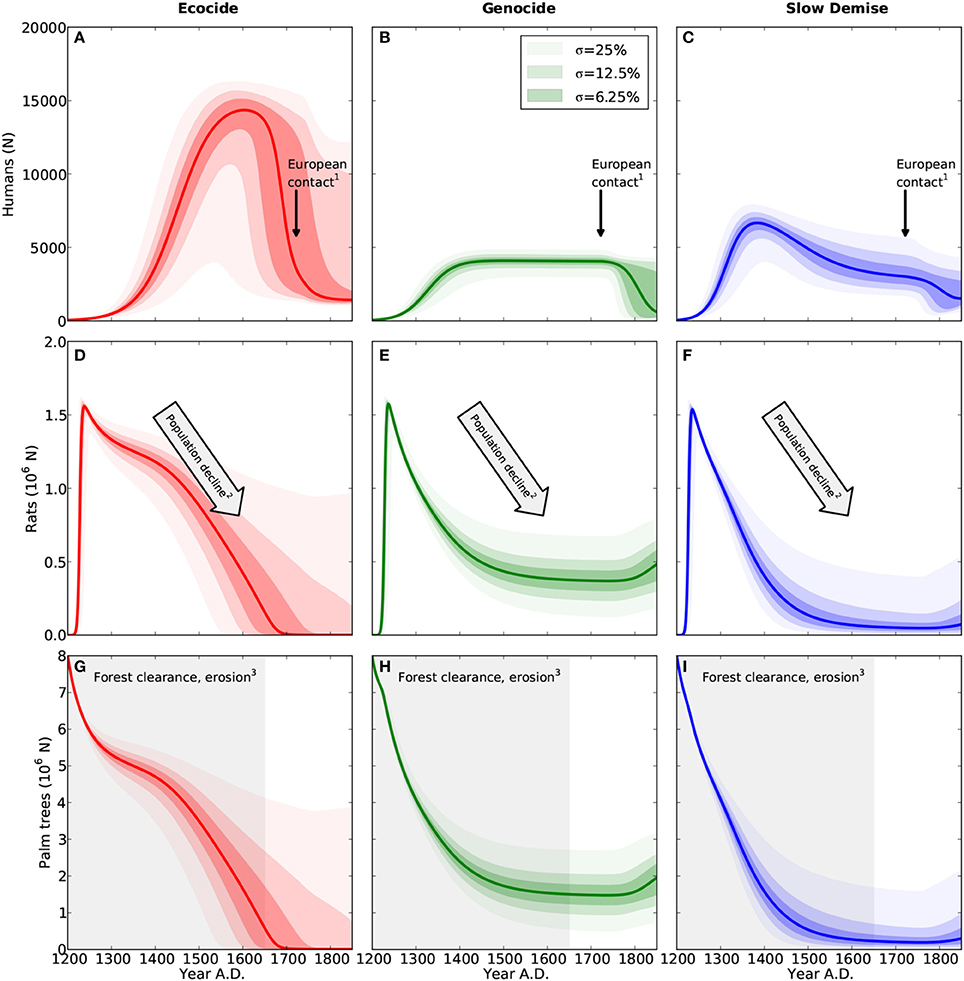 Ecocide Genocide Slow Demise
20000 A B C
σ=25%
σ=12.5%
σ=6.25%
15000
Humans (N)
10000
European contact¹ European contact¹ European contact¹
5000
0
2.0 D E F
1.5
Population decline² Population decline² Population decline²
Rats (10⁶ N)
1.0
0.5
0.0
8 G H I
Forest clearance, erosion³ Forest clearance, erosion³ Forest clearance, erosion³
7
6
5
Palm trees (10⁶ N)
4
3
2
1
0
1200 1300 1400 1500 1600 1700 1800 1200 1300 1400 1500 1600 1700 1800 1200 1300 1400 1500 1600 1700 1800
Year A.D. Year A.D. Year A.D.